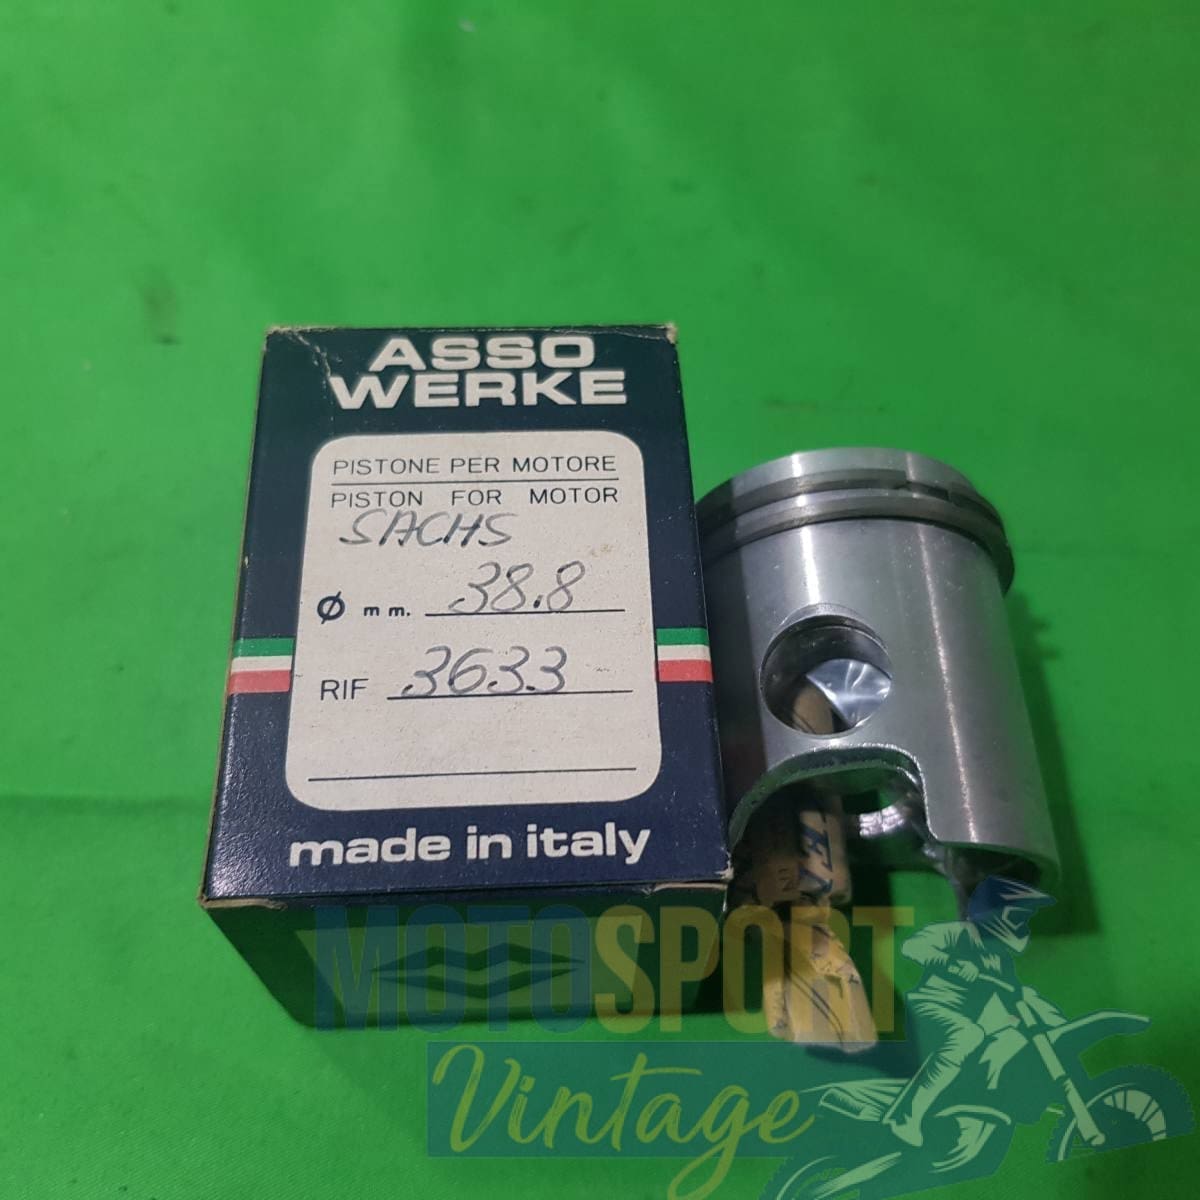 ASSO
WERKE
PISTONE PER MOTORE
PISTON FOR MOTOR
SACHS
Ø mm. 38.8
RIF 3633
made in italy
MOTOSPORT
Vintage